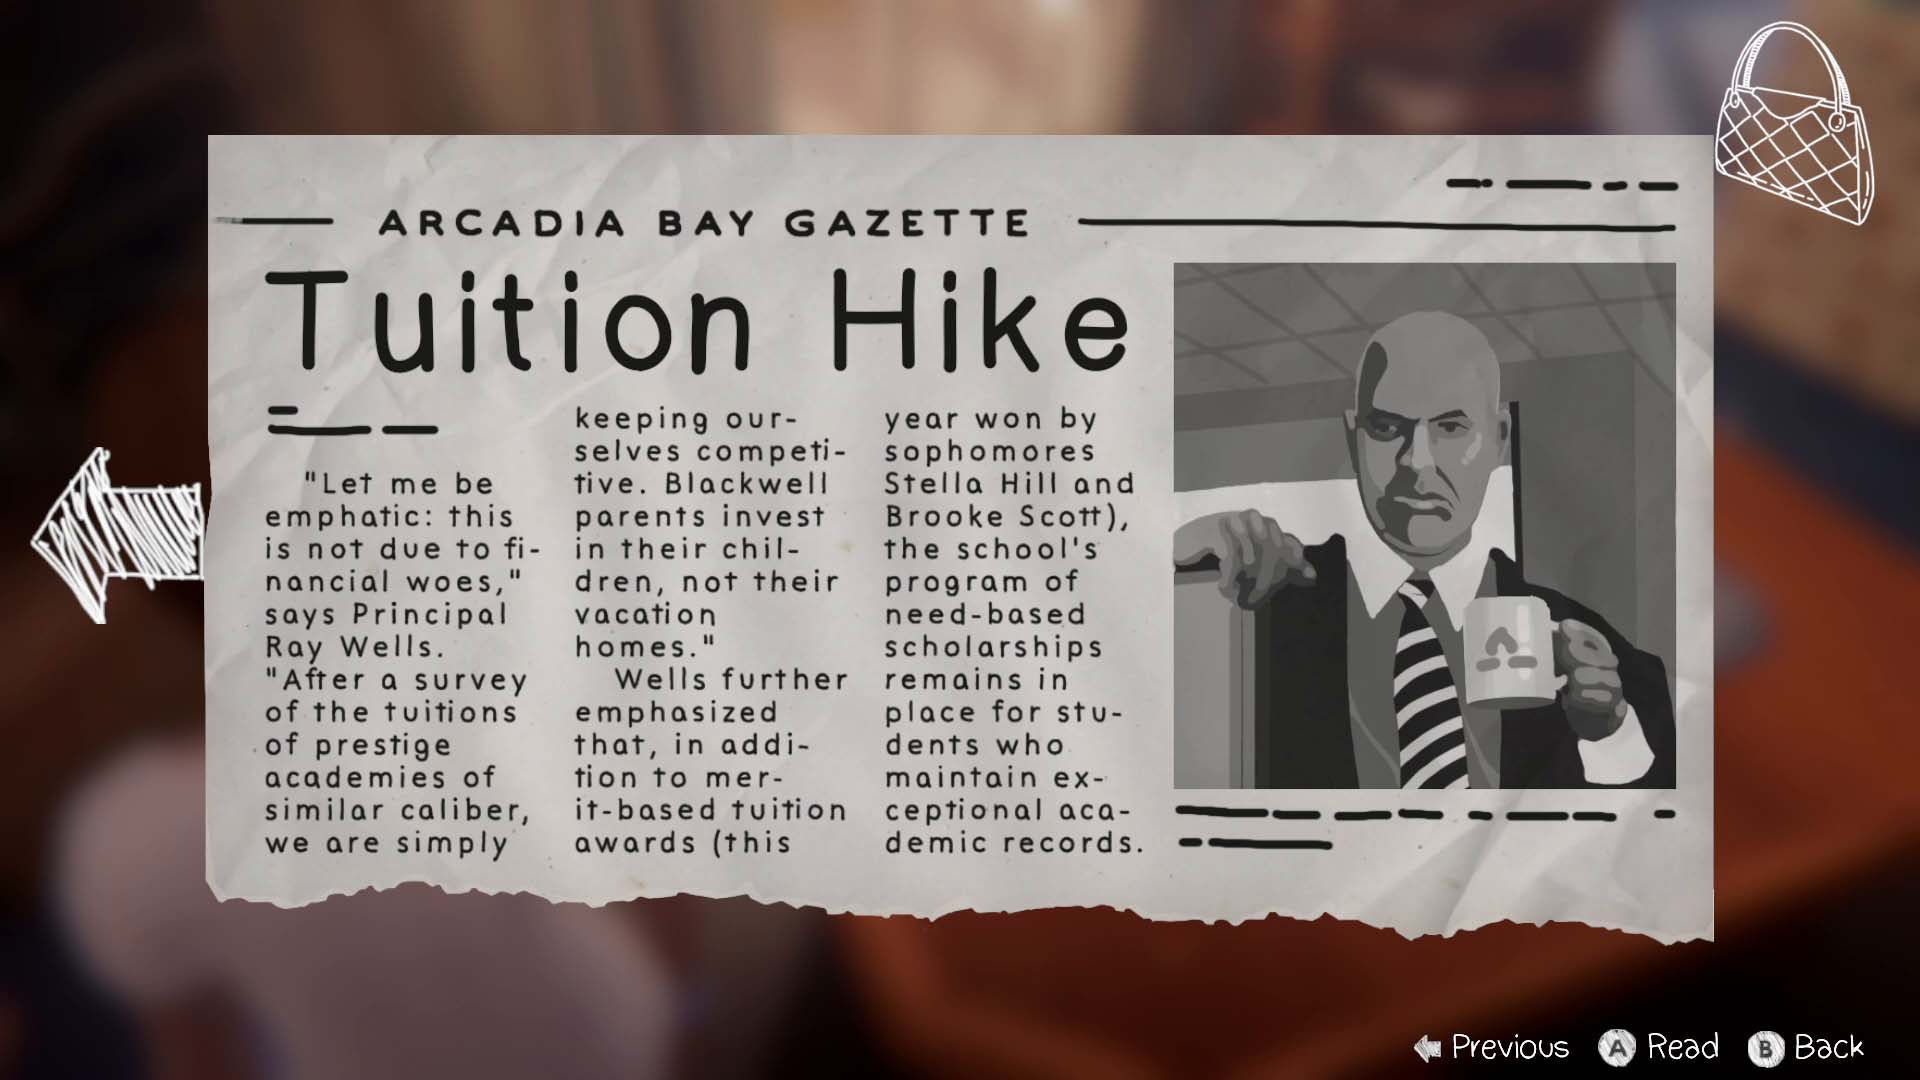 ARCADIA BAY GAZETTE
Tuition Hike
"Let me be
emphatic: this
is not due to fi-
nancial woes,"
says Principal
Ray Wells.
"After a survey
of the tuitions
of prestige
academies of
similar caliber,
we are simply
keeping our-
selves competi-
tive. Blackwell
parents invest
in their chil-
dren, not their
vacation
homes."
Wells further
emphasized
that, in addi-
tion to mer-
it-based tuition
awards (this
year won by
sophomores
Stella Hill and
Brooke Scott),
the school's
program of
need-based
scholarships
remains in
place for stu-
dents who
maintain ex-
ceptional aca-
demic records.
Previous A Read B Back